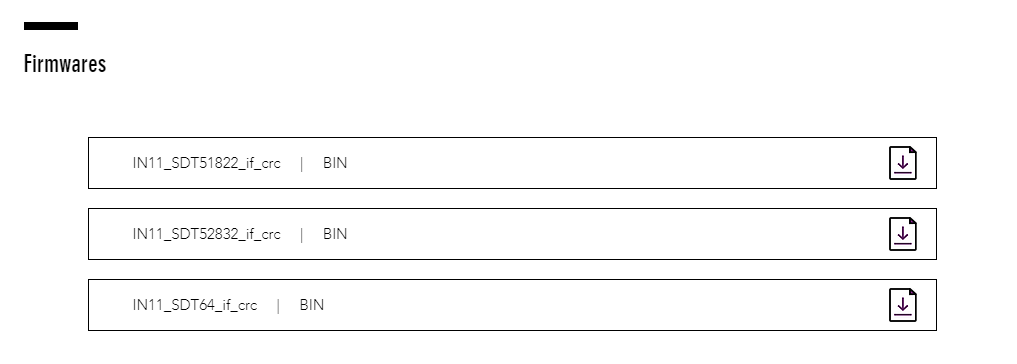 Firmwares
IN11_SDT51822_if_crc | BIN
IN11_SDT52832_if_crc | BIN
IN11_SDT64_if_crc | BIN